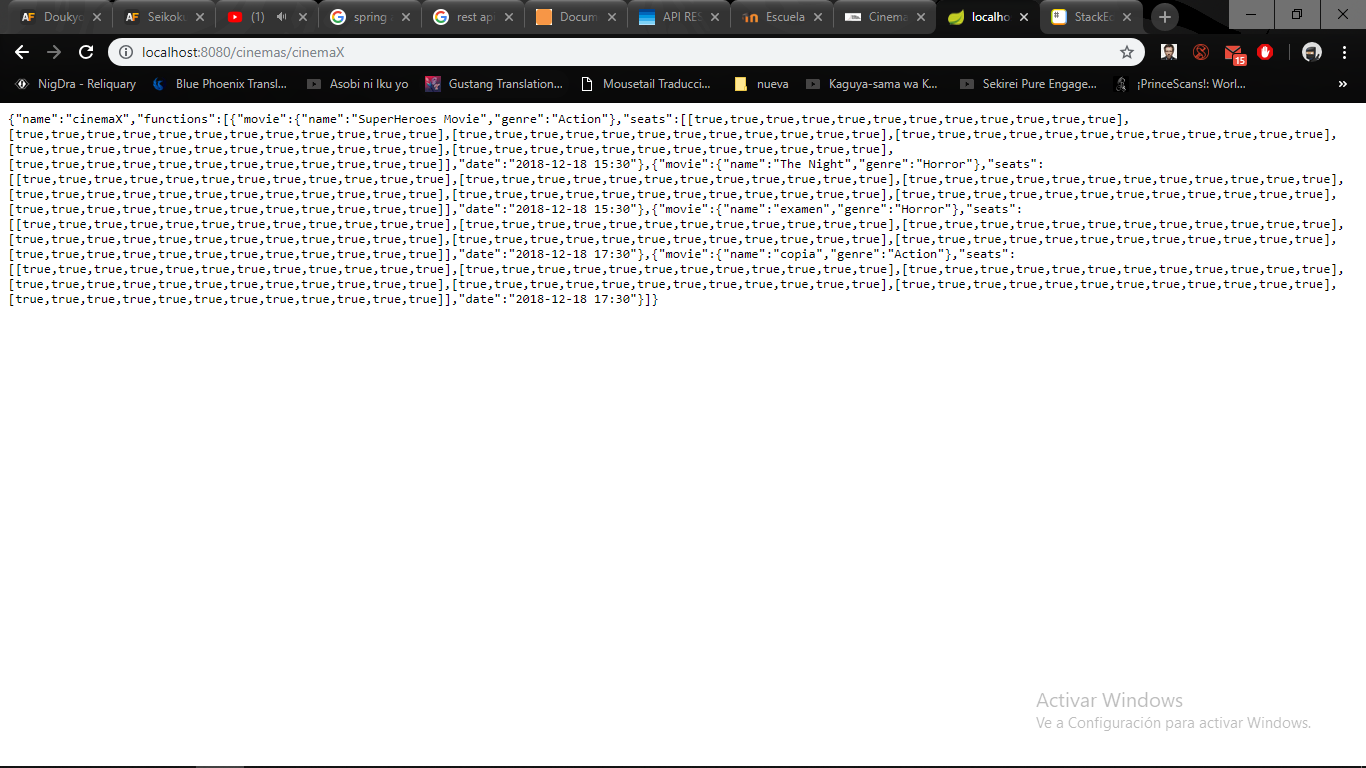 Doukyo
Seikoku
(1)
spring
rest api
Docum
API RES
Escuela
Cinema
localho
StackEd
localhost:8080/cinemas/cinemaX
15
NigDra - Reliquary
Blue Phoenix Transl...
Asobi ni Iku yo
Gustang Translation...
Mousetail Traducci...
nueva
Kaguya-sama wa K...
Sekirei Pure Engage...
¡PrinceScans!: Worl...
{"name":"cinemaX","functions":[{"movie":{"name":"SuperHeroes Movie","genre":"Action"},"seats":[[true,true,true,true,true,true,true,true,true,true,true,true],
[true,true,true,true,true,true,true,true,true,true,true,true],[true,true,true,true,true,true,true,true,true,true,true,true],[true,true,true,true,true,true,true,true,true,true,true,true],
[true,true,true,true,true,true,true,true,true,true,true,true],[true,true,true,true,true,true,true,true,true,true,true,true],
[true,true,true,true,true,true,true,true,true,true,true,true]],"date":"2018-12-18 15:30"},{"movie":{"name":"The Night","genre":"Horror"},"seats":
[[true,true,true,true,true,true,true,true,true,true,true,true],[true,true,true,true,true,true,true,true,true,true,true,true],[true,true,true,true,true,true,true,true,true,true,true,true],
[true,true,true,true,true,true,true,true,true,true,true,true],[true,true,true,true,true,true,true,true,true,true,true,true],[true,true,true,true,true,true,true,true,true,true,true,true],
[true,true,true,true,true,true,true,true,true,true,true,true]],"date":"2018-12-18 15:30"},{"movie":{"name":"examen","genre":"Horror"},"seats":
[[true,true,true,true,true,true,true,true,true,true,true,true],[true,true,true,true,true,true,true,true,true,true,true,true],[true,true,true,true,true,true,true,true,true,true,true,true],
[true,true,true,true,true,true,true,true,true,true,true,true],[true,true,true,true,true,true,true,true,true,true,true,true],[true,true,true,true,true,true,true,true,true,true,true,true],
[true,true,true,true,true,true,true,true,true,true,true,true]],"date":"2018-12-18 17:30"},{"movie":{"name":"copia","genre":"Action"},"seats":
[[true,true,true,true,true,true,true,true,true,true,true,true],[true,true,true,true,true,true,true,true,true,true,true,true],[true,true,true,true,true,true,true,true,true,true,true,true],
[true,true,true,true,true,true,true,true,true,true,true,true],[true,true,true,true,true,true,true,true,true,true,true,true],[true,true,true,true,true,true,true,true,true,true,true,true],
[true,true,true,true,true,true,true,true,true,true,true,true]],"date":"2018-12-18 17:30"}]}
Activar Windows
Ve a Configuración para activar Windows.